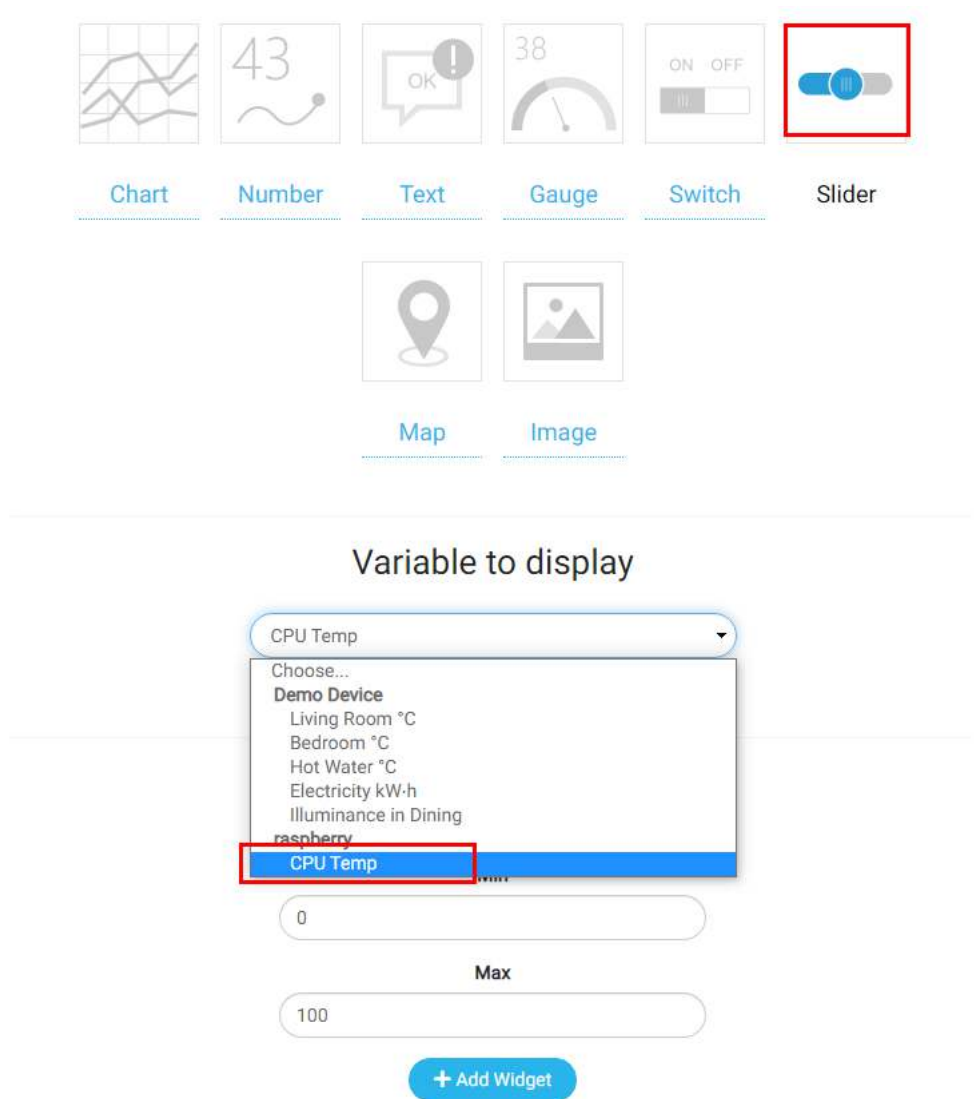 43
OK
!
38
ON OFF
Chart Number Text Gauge Switch Slider
Map Image
Variable to display
CPU Temp
Choose...
Demo Device
Living Room °C
Bedroom °C
Hot Water °C
Electricity kW·h
Illuminance in Dining
raspberry
CPU Temp
Min
0
Max
100
+ Add Widget